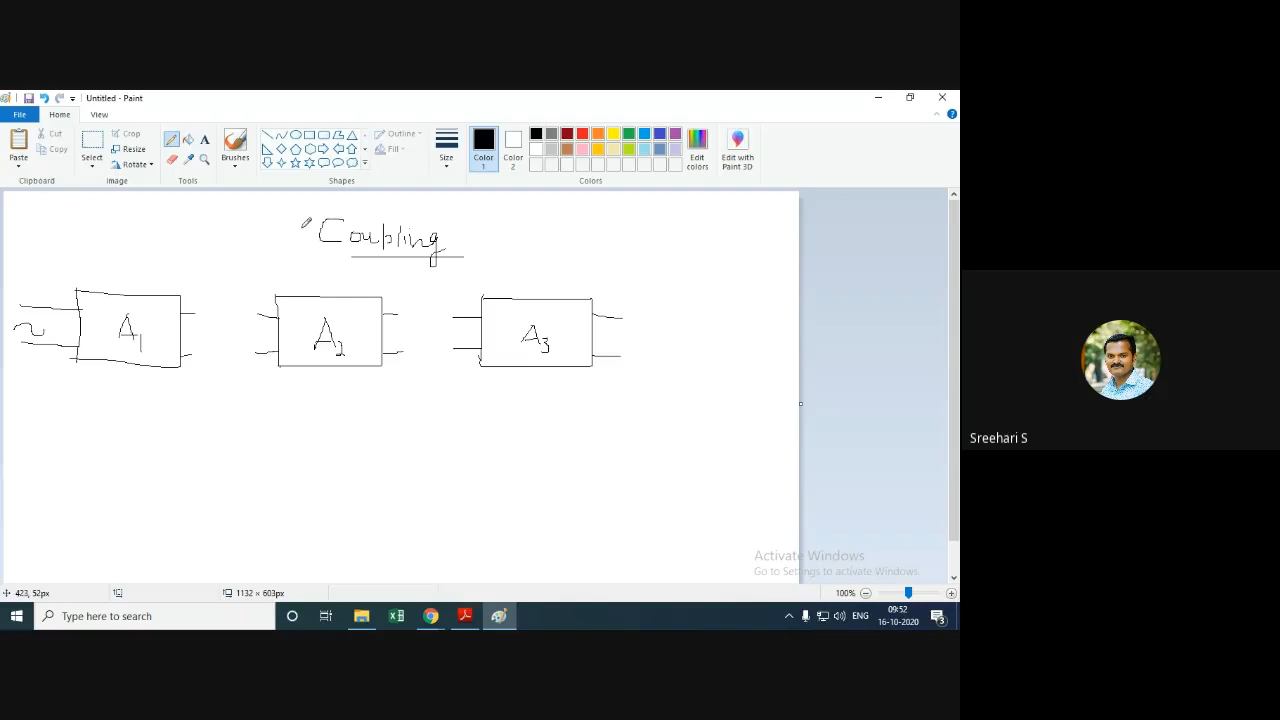 Untitled - Paint
File Home View
Paste
Cut
Copy
Clipboard
Select
Crop
Resize
Rotate
Image
Tools
Brushes
Outline
Fill
Shapes
Size
Color 1
Color 2
Edit colors
Colors
Edit with Paint 3D
Coupling
A1 A2 A3
Sreehari S
Activate Windows
Go to Settings to activate Windows.
423, 52px 1132 × 603px 100%
Type here to search
ENG
09:52
16-10-2020
3